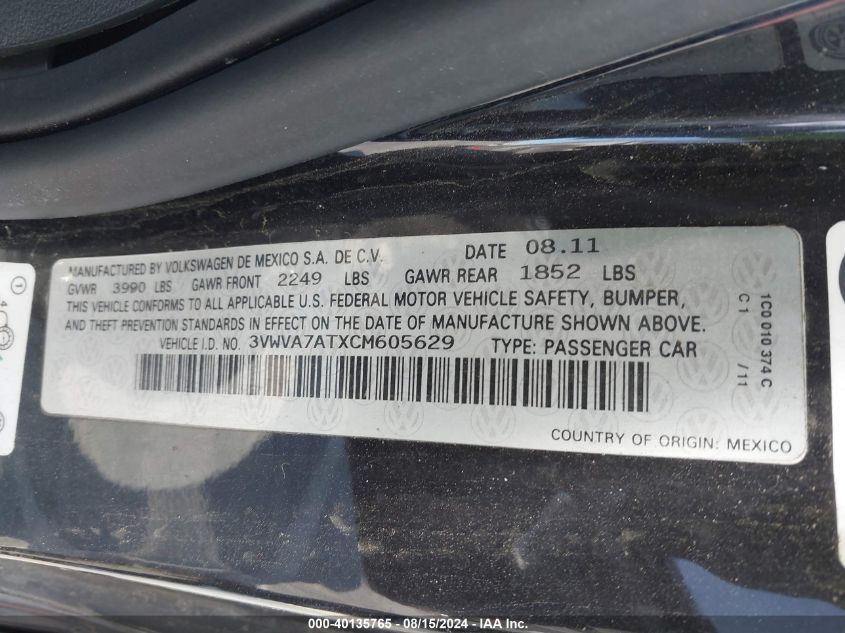 MANUFACTURED BY VOLKSWAGEN DE MEXICO S.A. DE C.V. DATE 08.11
GVWR 3990 LBS GAWR FRONT 2249 LBS GAWR REAR 1852 LBS
THIS VEHICLE CONFORMS TO ALL APPLICABLE U.S. FEDERAL MOTOR VEHICLE SAFETY, BUMPER,
AND THEFT PREVENTION STANDARDS IN EFFECT ON THE DATE OF MANUFACTURE SHOWN ABOVE.
VEHICLE I.D. NO. 3VWVA7ATXCM605629 TYPE: PASSENGER CAR
COUNTRY OF ORIGIN: MEXICO
1C0 010 374 C
C 1 /11
00-40135765 - 08/15/2024 - IAA Inc.